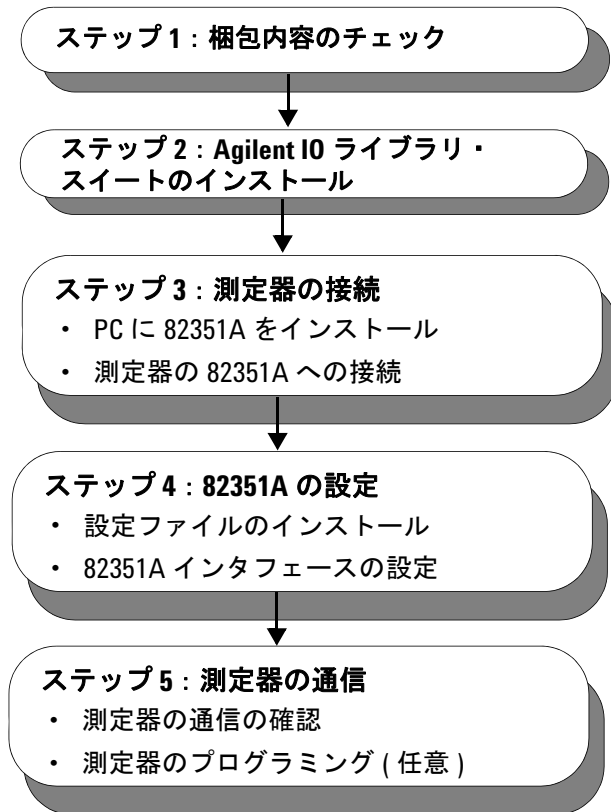 ステップ 1：梱包内容のチェック
ステップ 2：Agilent IO ライブラリ・
スイートのインストール
ステップ 3：測定器の接続
・ PC に 82351A をインストール
・ 測定器の 82351A への接続
ステップ 4：82351A の設定
・ 設定ファイルのインストール
・ 82351A インタフェースの設定
ステップ 5：測定器の通信
・ 測定器の通信の確認
・ 測定器のプログラミング ( 任意 )